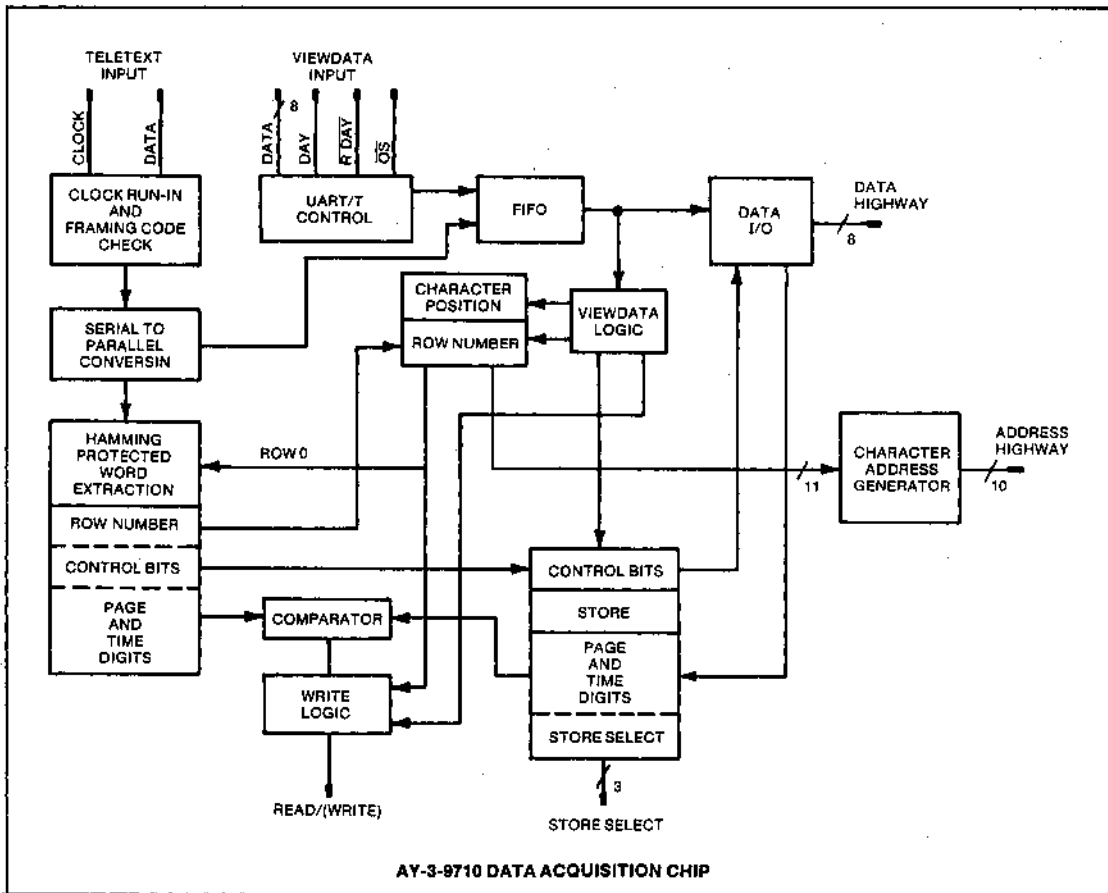 TELETEXT
INPUT
VIEWDATA
INPUT
CLOCK
DATA
DATA
8
DAY
R DAY
OS
CLOCK RUN-IN
AND
FRAMING CODE
CHECK
UART/T
CONTROL
FIFO
DATA
I/O
DATA
HIGHWAY
8
SERIAL TO
PARALLEL
CONVERSIN
CHARACTER
POSITION
ROW NUMBER
VIEWDATA
LOGIC
HAMMING
PROTECTED
WORD
EXTRACTION
ROW NUMBER
CONTROL BITS
PAGE
AND
TIME
DIGITS
ROW 0
11
CHARACTER
ADDRESS
GENERATOR
ADDRESS
HIGHWAY
10
COMPARATOR
WRITE
LOGIC
READ/(WRITE)
CONTROL BITS
STORE
PAGE
AND
TIME
DIGITS
STORE SELECT
3
STORE SELECT
AY-3-9710 DATA ACQUISITION CHIP